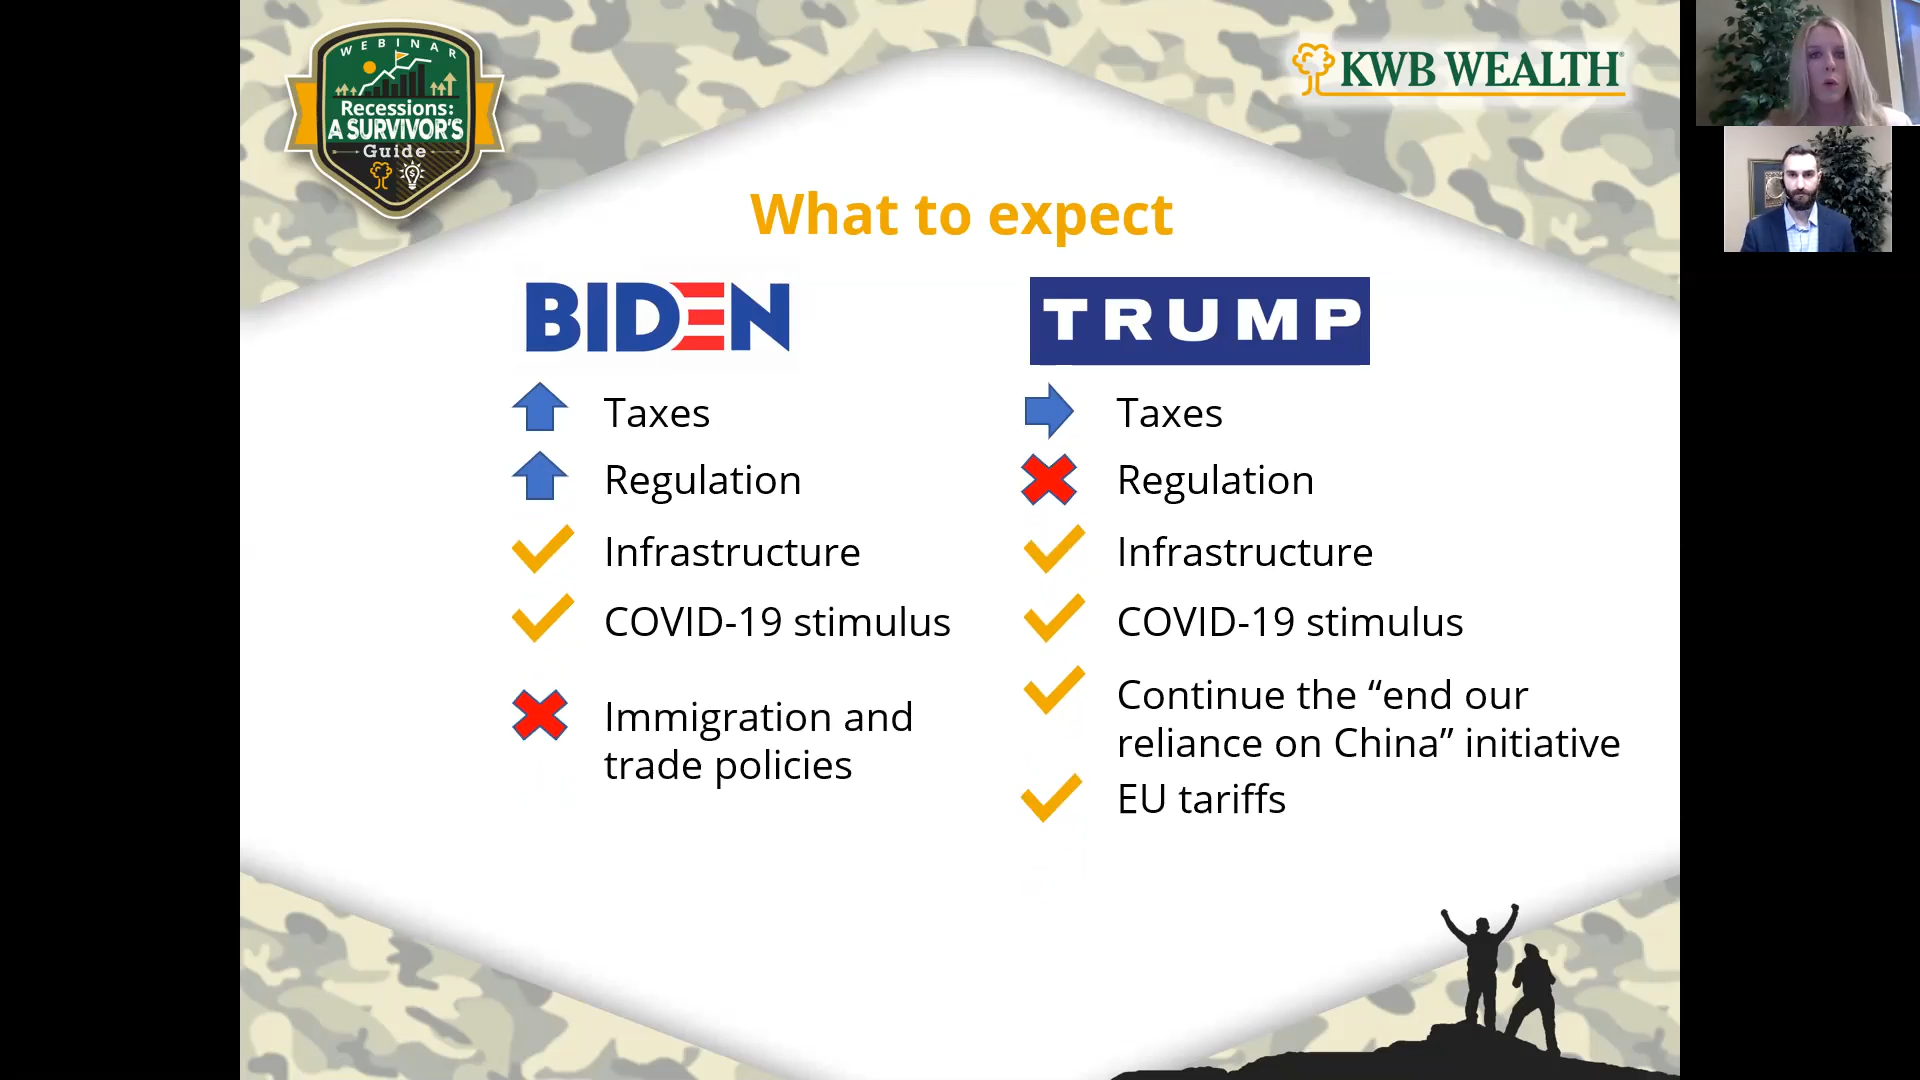 WEBINAR
Recessions:
A SURVIVOR'S
Guide
KWB WEALTH®
What to expect
BIDEN
Taxes
Regulation
Infrastructure
COVID-19 stimulus
Immigration and
trade policies
TRUMP
Taxes
Regulation
Infrastructure
COVID-19 stimulus
Continue the “end our
reliance on China” initiative
EU tariffs